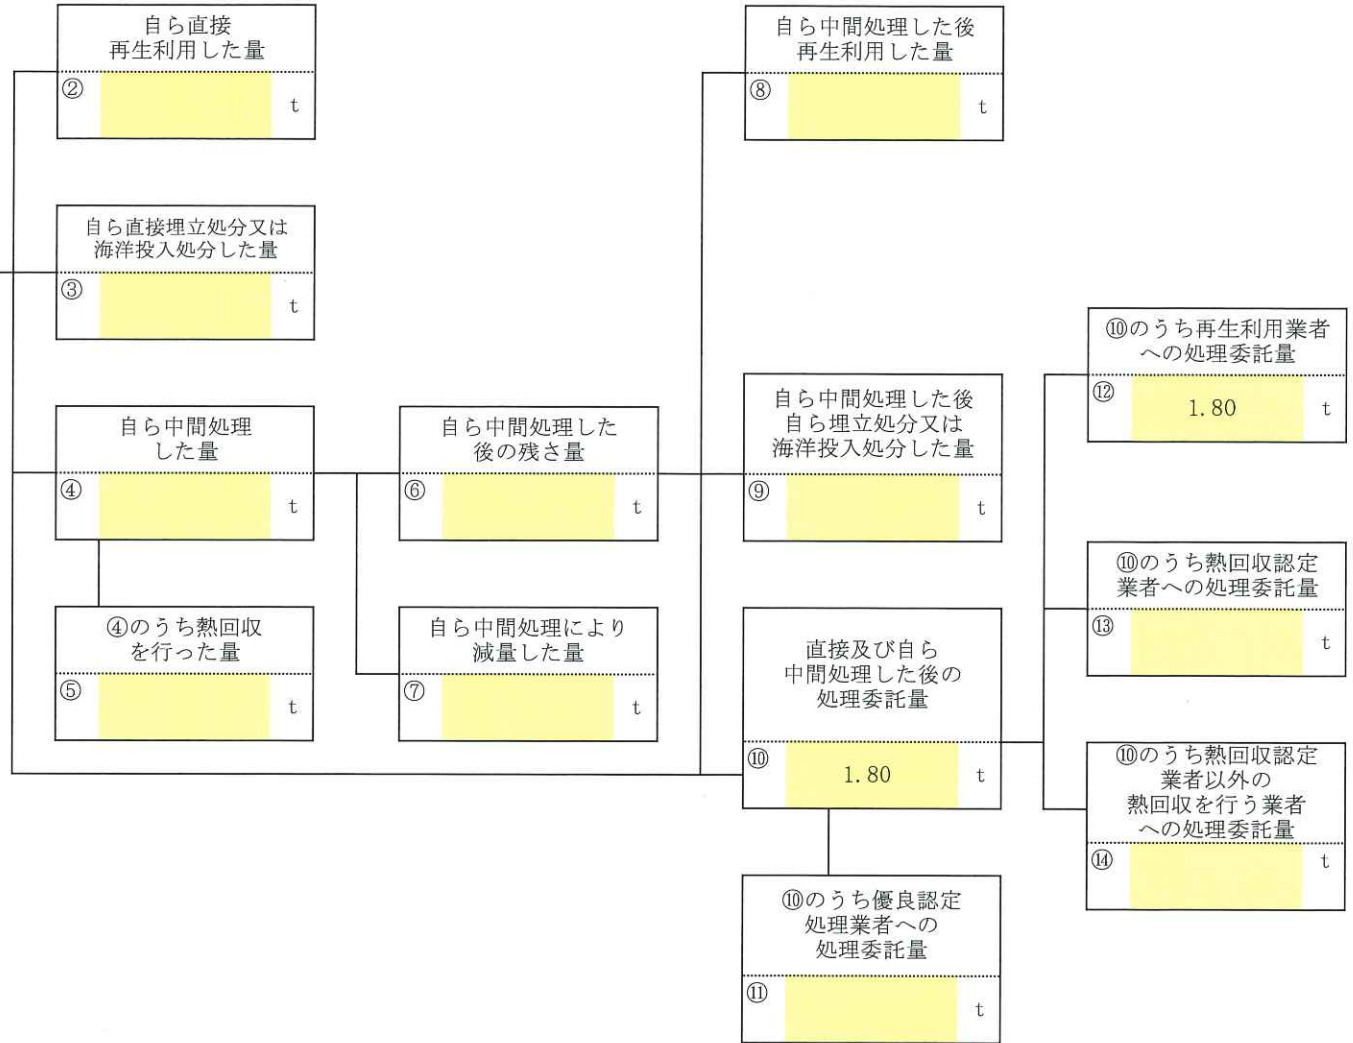 自ら直接
再生利用した量
② t
自ら直接埋立処分又は
海洋投入処分した量
③ t
自ら中間処理
した量
④ t
④のうち熱回収
を行った量
⑤ t
自ら中間処理した
後の残さ量
⑥ t
自ら中間処理により
減量した量
⑦ t
自ら中間処理した後
再生利用した量
⑧ t
自ら中間処理した後
自ら埋立処分又は
海洋投入処分した量
⑨ t
直接及び自ら
中間処理した後の
処理委託量
⑩ 1.80 t
⑩のうち優良認定
処理業者への
処理委託量
⑪ t
⑩のうち再生利用業者
への処理委託量
⑫ 1.80 t
⑩のうち熱回収認定
業者への処理委託量
⑬ t
⑩のうち熱回収認定
業者以外の
熱回収を行う業者
への処理委託量
⑭ t